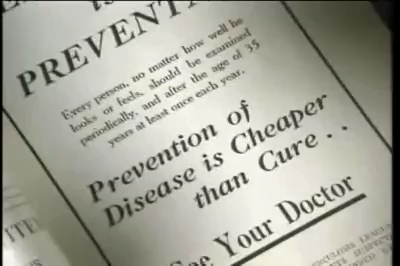 is
PREVENT
Every person, no matter how well he
looks or feels, should be examined
periodically, and after the age of 35
years at least once each year.
Prevention of
Disease is Cheaper
than Cure . .
See Your Doctor